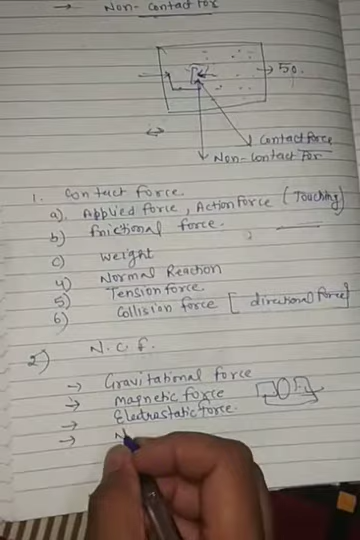 → Non-Contact For
→ 50.
Contact force
Non-Contact For
1. Contact force.
a) Applied force, Action Force (Touching)
b) frictional force.
c) Weight
4) Normal Reaction
5) Tension force.
6) Collision force [directional force]
2) N.C.f.
→ Gravitational force
→ Magnetic force
→ Electrostatic force.
→ N